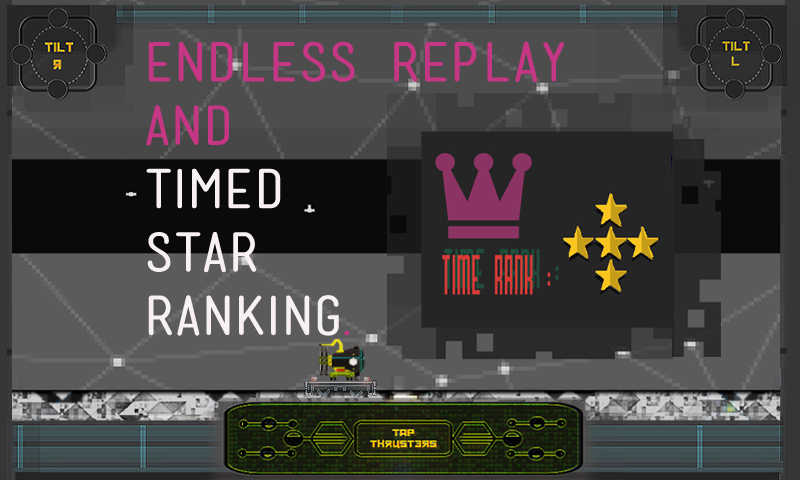 TILT
R
TILT
L
ENDLESS REPLAY
AND
TIMED
STAR
RANKING.
TIME RANK :
TAP
THRUSTERS